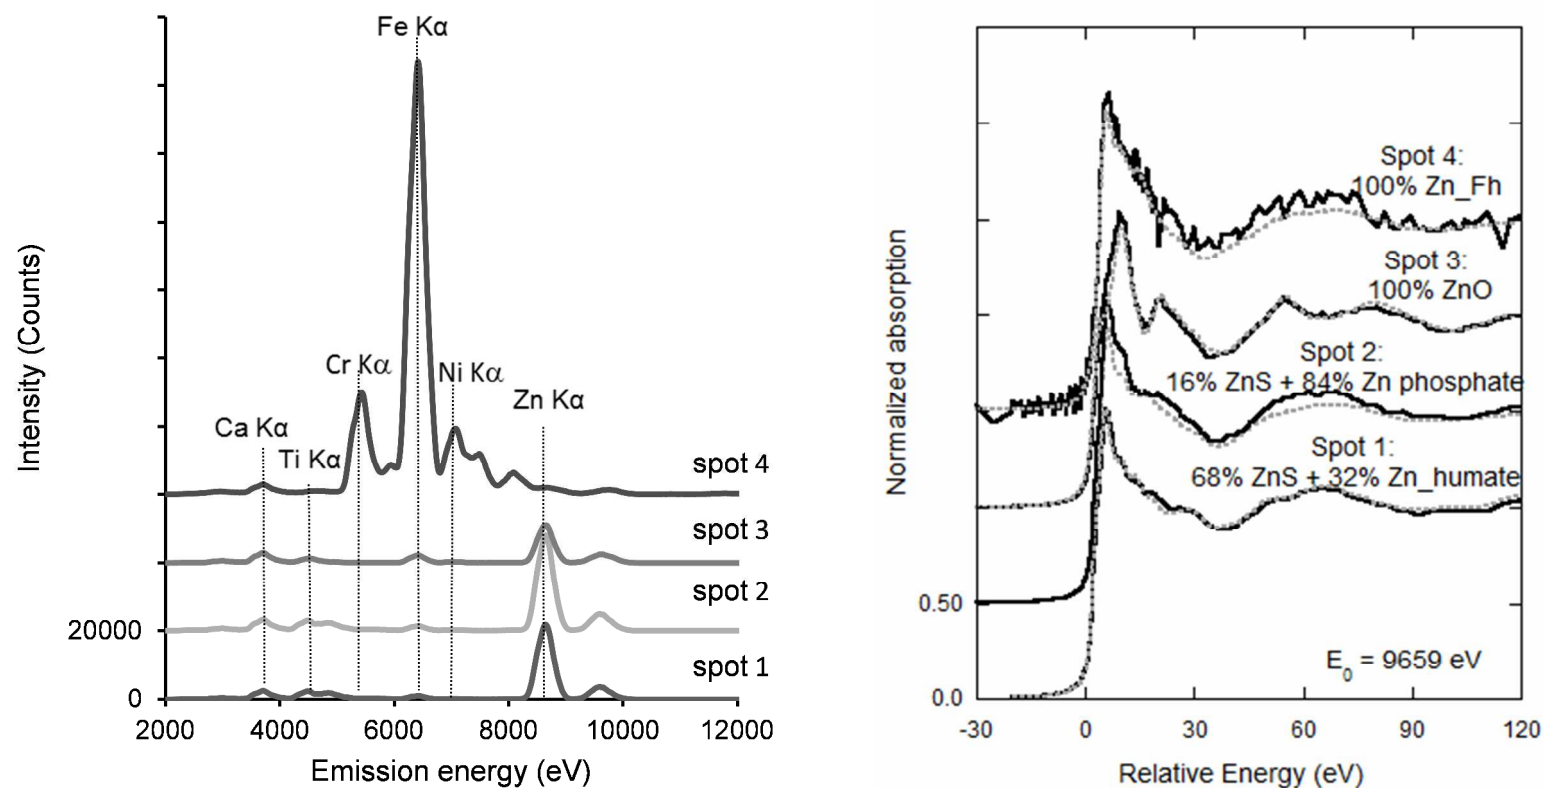 Fe Kα
Cr Kα
Ni Kα
Zn Kα
Ca Kα
Ti Kα
spot 4
spot 3
spot 2
spot 1
20000
0
2000
4000
6000
8000
10000
12000
Emission energy (eV)
Intensity (Counts)
Spot 4:
100% Zn_Fh
Spot 3:
100% ZnO
Spot 2:
16% ZnS + 84% Zn phosphate
Spot 1:
68% ZnS + 32% Zn_humate
E0 = 9659 eV
0.50
0.0
-30
0
30
60
90
120
Relative Energy (eV)
Normalized absorption